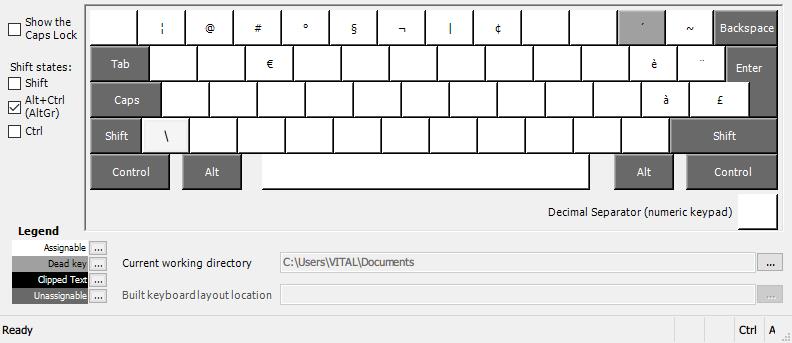 Show the
Caps Lock
Shift states:
Shift
Alt+Ctrl
(AltGr)
Ctrl
¦ @ # ° § ¬ | ¢ ´ ~ Backspace
Tab € è ¨ Enter
Caps à £
Shift \ Shift
Control Alt Alt Control
Decimal Separator (numeric keypad)
Legend
Assignable ...
Dead key ...
Clipped Text ...
Unassignable ...
Current working directory C:\Users\VITAL\Documents ...
Built keyboard layout location ...
Ready Ctrl A